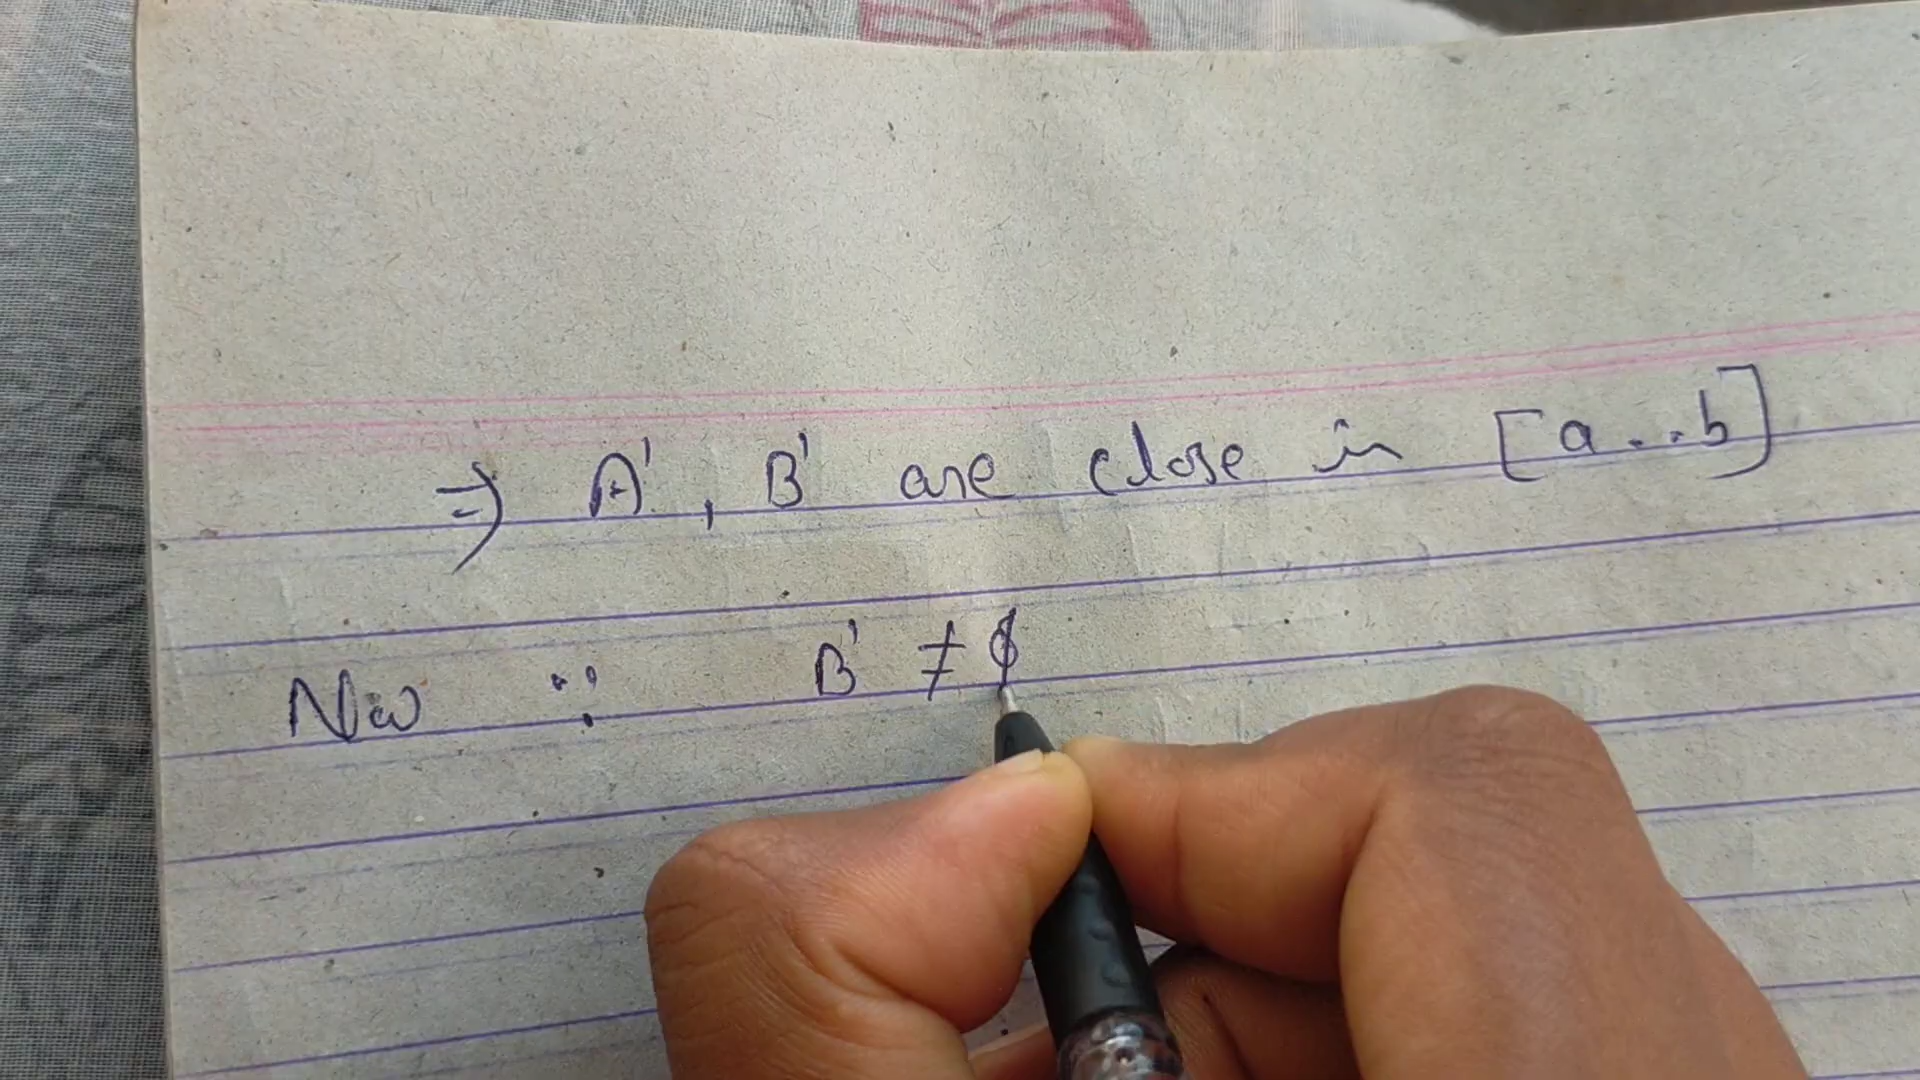 ⇒ A', B' are close in [a...b]
Now ∵ B' ≠ ϕ